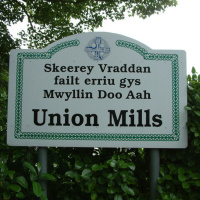 Skeerey Vraddan
failt erriu gys
Mwyllin Doo Aah
Union Mills